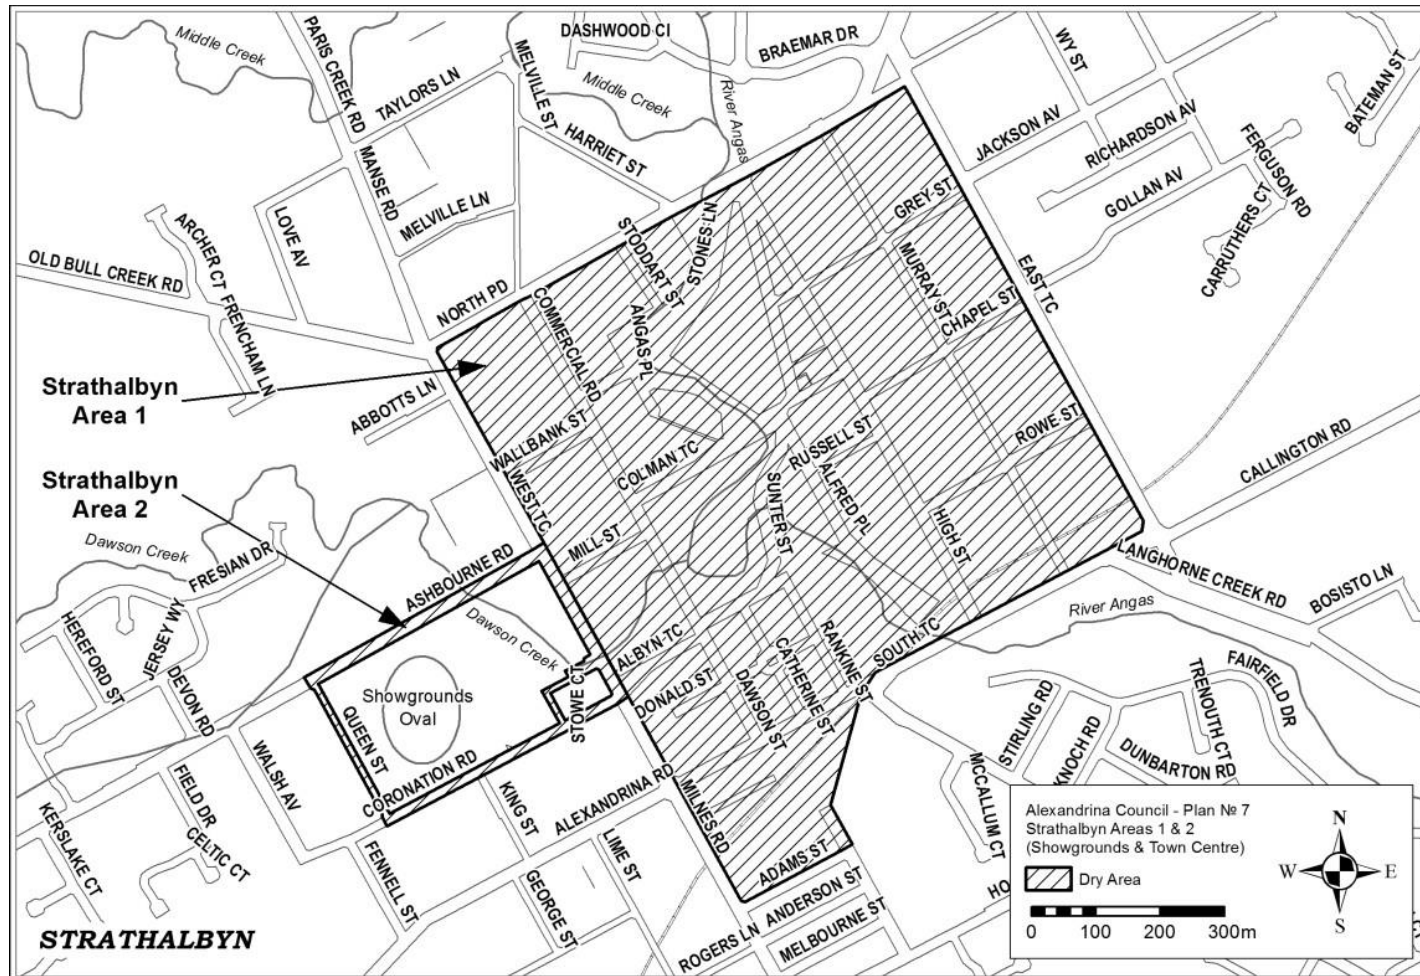 PARIS CREEK RD
Middle Creek
TAYLORS LN
MELVILLE ST
DASHWOOD CI
Middle Creek
BRAEMAR DR
River Angas
WY ST
BATEMAN ST
HARRIET ST
JACKSON AV
RICHARDSON AV
GOLLAN AV
FERGUSON RD
CARRUTHERS CT
MANSE RD
MELVILLE LN
LOVE AV
ARCHER CT
OLD BULL CREEK RD
FRENCHAM LN
NORTH PD
STODDART ST
STONES LN
GREY ST
MURRAY ST
CHAPEL ST
EAST TC
COMMERCIAL RD
ANGAS PL
Strathalbyn
Area 1
ABBOTTS LN
WALLBANK ST
COLMAN TC
RUSSELL ST
ROWE ST
CALLINGTON RD
Strathalbyn
Area 2
WEST TC
MILL ST
SUNTER ST
ALFRED PL
HIGH ST
Dawson Creek
FRESIAN DR
ASHBOURNE RD
LANGHORNE CREEK RD
BOSISTO LN
River Angas
HEREFORD ST
JERSEY WY
DEVON RD
Dawson Creek
STOWE CT
ALBYN TC
DONALD ST
DAWSON ST
CATHERINE ST
RANKINE ST
SOUTH TC
Showgrounds
Oval
QUEEN ST
CORONATION RD
WALSH AV
STIRLING RD
KNOCH RD
TRENOUTH CT
FAIRFIELD DR
DUNBARTON RD
MCCALLUM CT
KERSLAKE CT
FIELD DR
CELTIC CT
FENNELL ST
KING ST
ALEXANDRINA RD
GEORGE ST
LIME ST
MILNES RD
ADAMS ST
ANDERSON ST
MELBOURNE ST
ROGERS LN
HO
Alexandrina Council - Plan № 7
Strathalbyn Areas 1 & 2
(Showgrounds & Town Centre)
Dry Area
0 100 200 300m
N
W E
S
STRATHALBYN